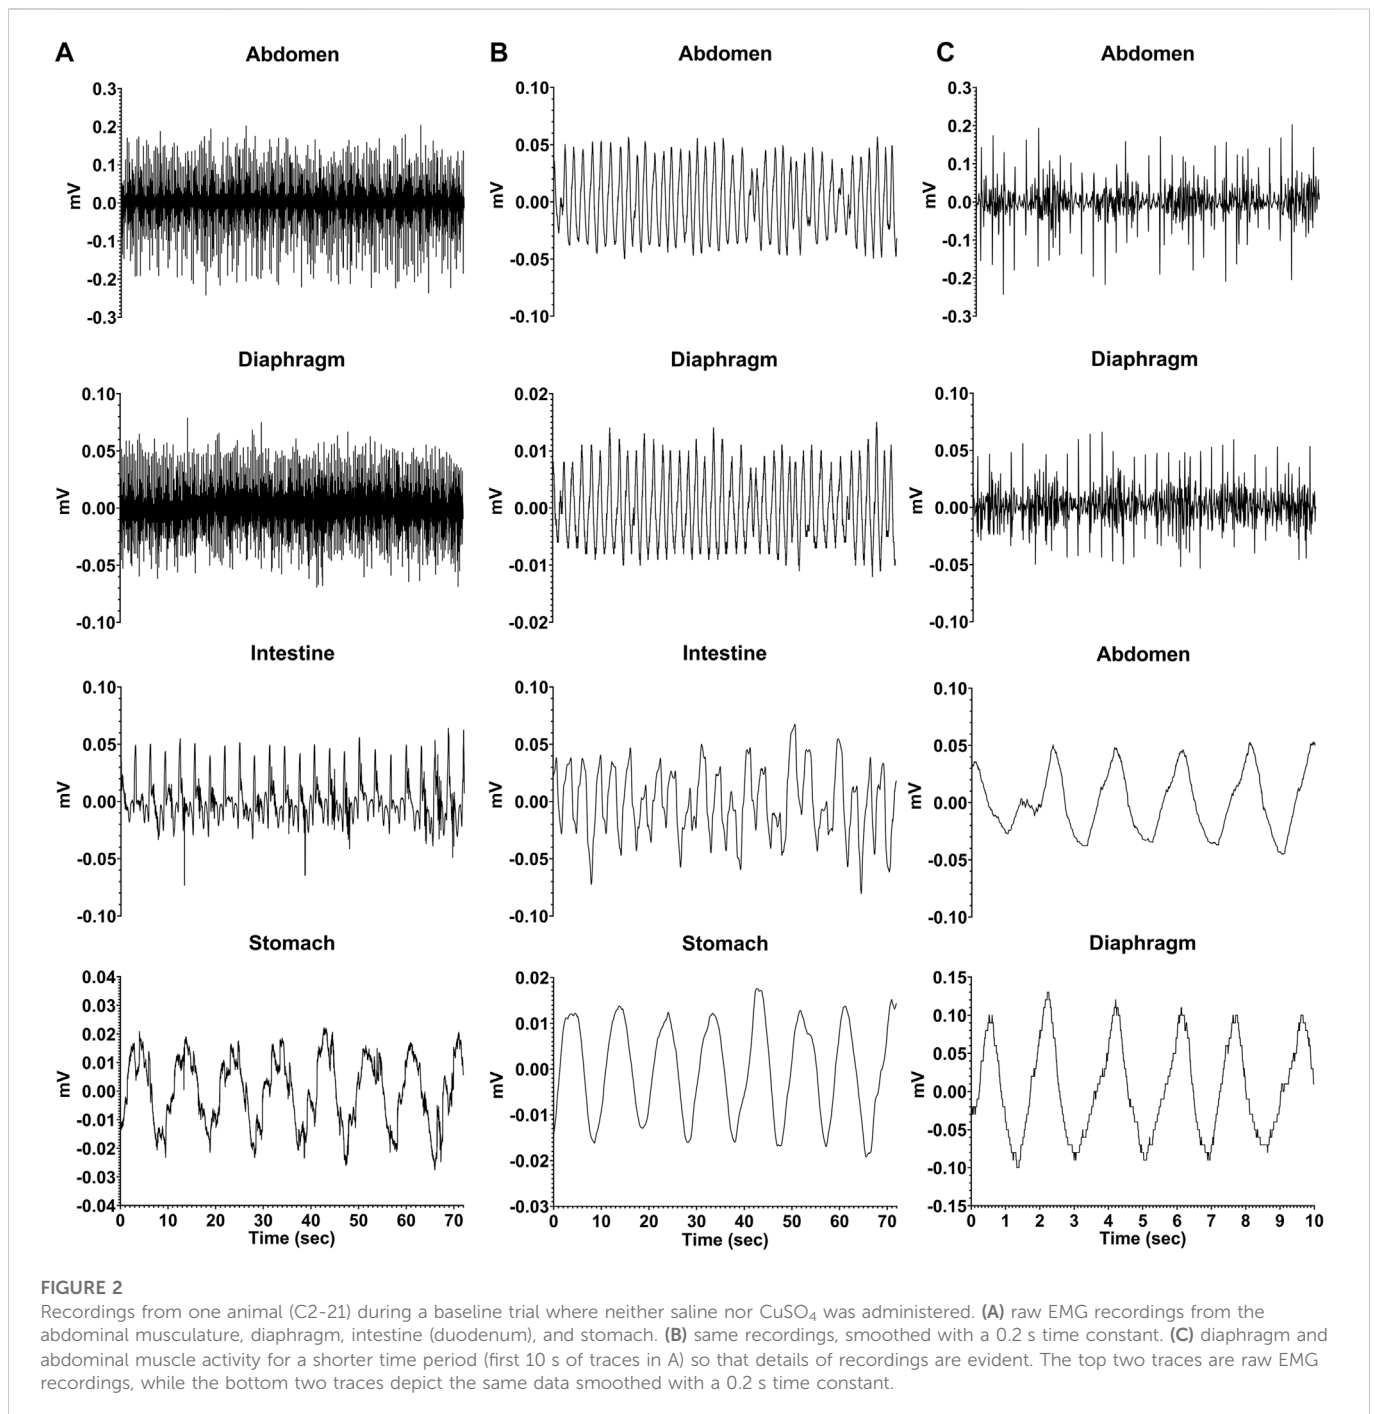 A
Abdomen
0.3
0.2
0.1
0.0
-0.1
-0.2
-0.3
mV
Diaphragm
0.10
0.05
0.00
-0.05
-0.10
mV
Intestine
0.10
0.05
0.00
-0.05
-0.10
mV
Stomach
0.04
0.03
0.02
0.01
0.00
-0.01
-0.02
-0.03
-0.04
mV
0 10 20 30 40 50 60 70
Time (sec)
B
Abdomen
0.10
0.05
0.00
-0.05
-0.10
mV
Diaphragm
0.02
0.01
0.00
-0.01
-0.02
mV
Intestine
0.10
0.05
0.00
-0.05
-0.10
mV
Stomach
0.02
0.01
0.00
-0.01
-0.02
-0.03
mV
0 10 20 30 40 50 60 70
Time (sec)
C
Abdomen
0.3
0.2
0.1
0.0
-0.1
-0.2
-0.3
mV
Diaphragm
0.10
0.05
0.00
-0.05
-0.10
mV
Abdomen
0.10
0.05
0.00
-0.05
-0.10
mV
Diaphragm
0.15
0.10
0.05
0.00
-0.05
-0.10
-0.15
mV
0 1 2 3 4 5 6 7 8 9 10
Time (sec)
FIGURE 2
Recordings from one animal (C2-21) during a baseline trial where neither saline nor CuSO₄ was administered. (A) raw EMG recordings from the
abdominal musculature, diaphragm, intestine (duodenum), and stomach. (B) same recordings, smoothed with a 0.2 s time constant. (C) diaphragm and
abdominal muscle activity for a shorter time period (first 10 s of traces in A) so that details of recordings are evident. The top two traces are raw EMG
recordings, while the bottom two traces depict the same data smoothed with a 0.2 s time constant.